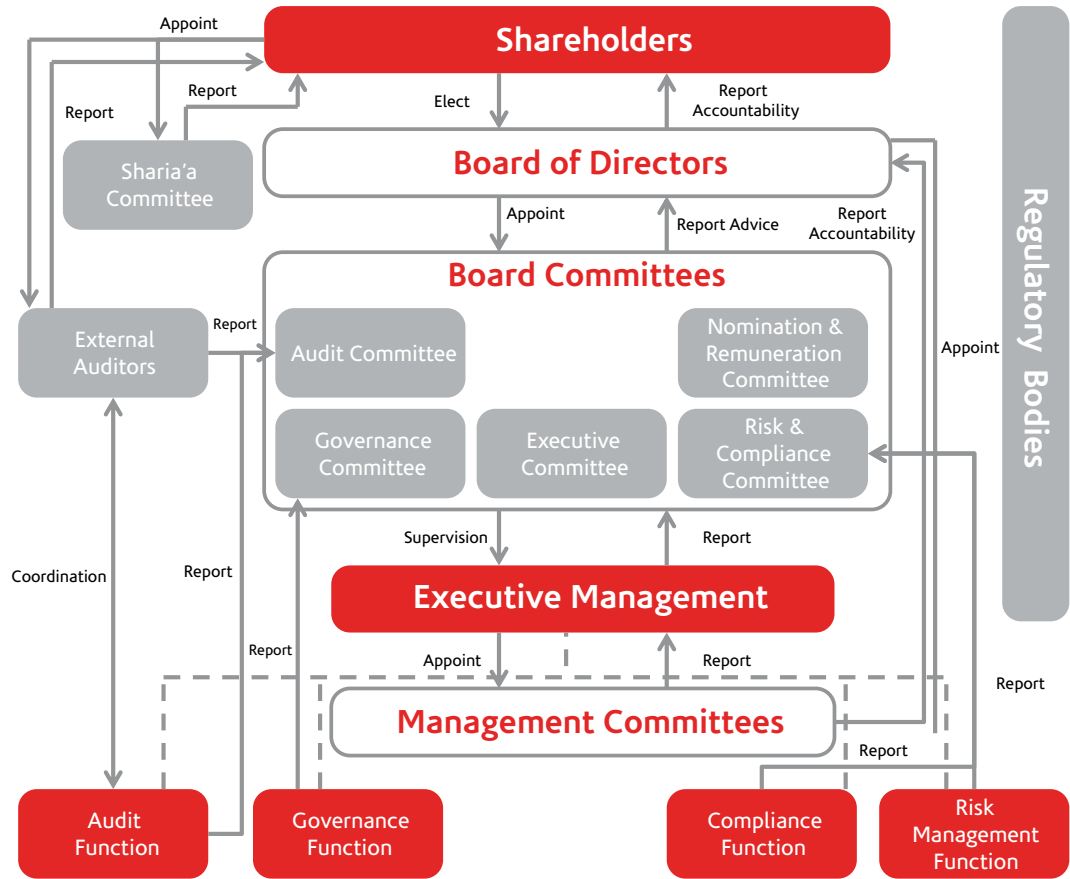 Appoint
Shareholders
Report
Report
Elect
Report
Accountability
Sharia'a
Committee
Board of Directors
Appoint
Report Advice
Report
Accountability
Regulatory Bodies
Board Committees
External
Auditors
Report
Audit Committee
Nomination &
Remuneration
Committee
Appoint
Governance
Committee
Executive
Committee
Risk &
Compliance
Committee
Supervision
Report
Coordination
Report
Executive Management
Report
Appoint
Report
Report
Management Committees
Report
Audit
Function
Governance
Function
Compliance
Function
Risk
Management
Function